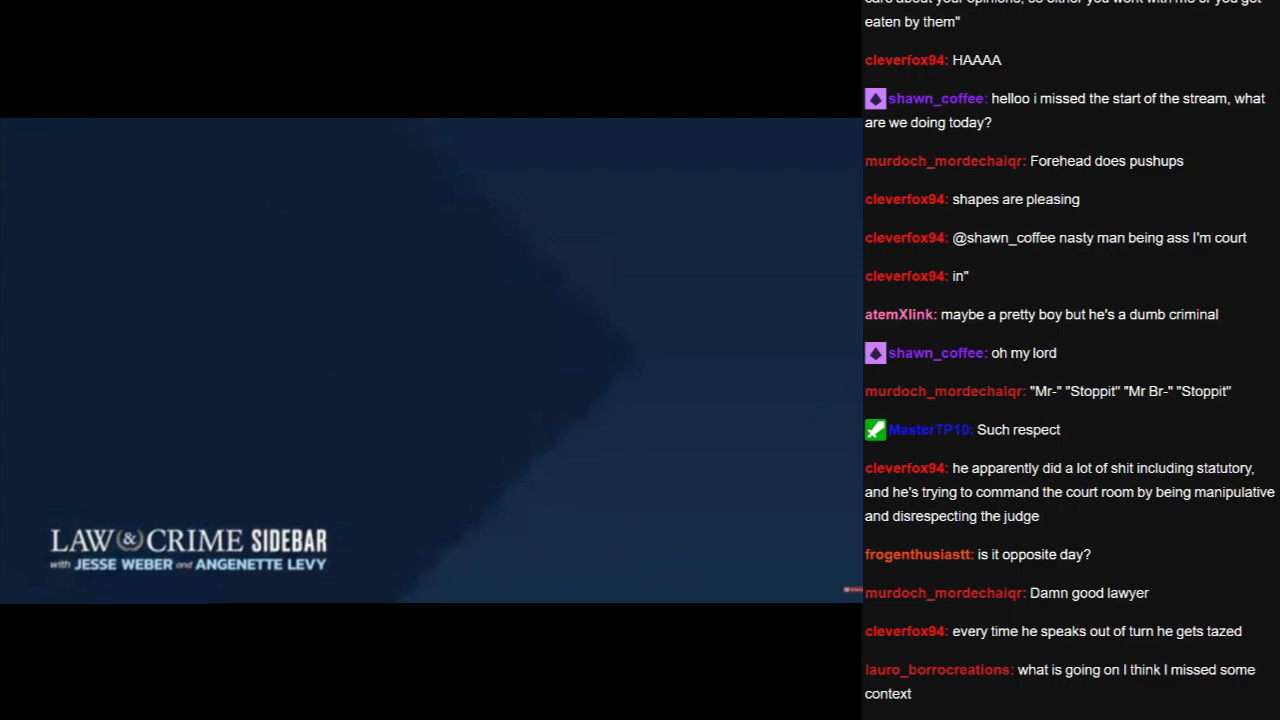 LAW & CRIME SIDEBAR
with JESSE WEBER and ANGENETTE LEVY
eaten by them"
cleverfox94: HAAAA
shawn_coffee: helloo i missed the start of the stream, what
are we doing today?
murdoch_mordechaiqr: Forehead does pushups
cleverfox94: shapes are pleasing
cleverfox94: @shawn_coffee nasty man being ass I'm court
cleverfox94: in"
atemXlink: maybe a pretty boy but he's a dumb criminal
shawn_coffee: oh my lord
murdoch_mordechaiqr: "Mr-" "Stoppit" "Mr Br-" "Stoppit"
MasterTP10: Such respect
cleverfox94: he apparently did a lot of shit including statutory,
and he's trying to command the court room by being manipulative
and disrespecting the judge
frogenthusiastt: is it opposite day?
murdoch_mordechaiqr: Damn good lawyer
cleverfox94: every time he speaks out of turn he gets tazed
lauro_borrocreations: what is going on I think I missed some
context